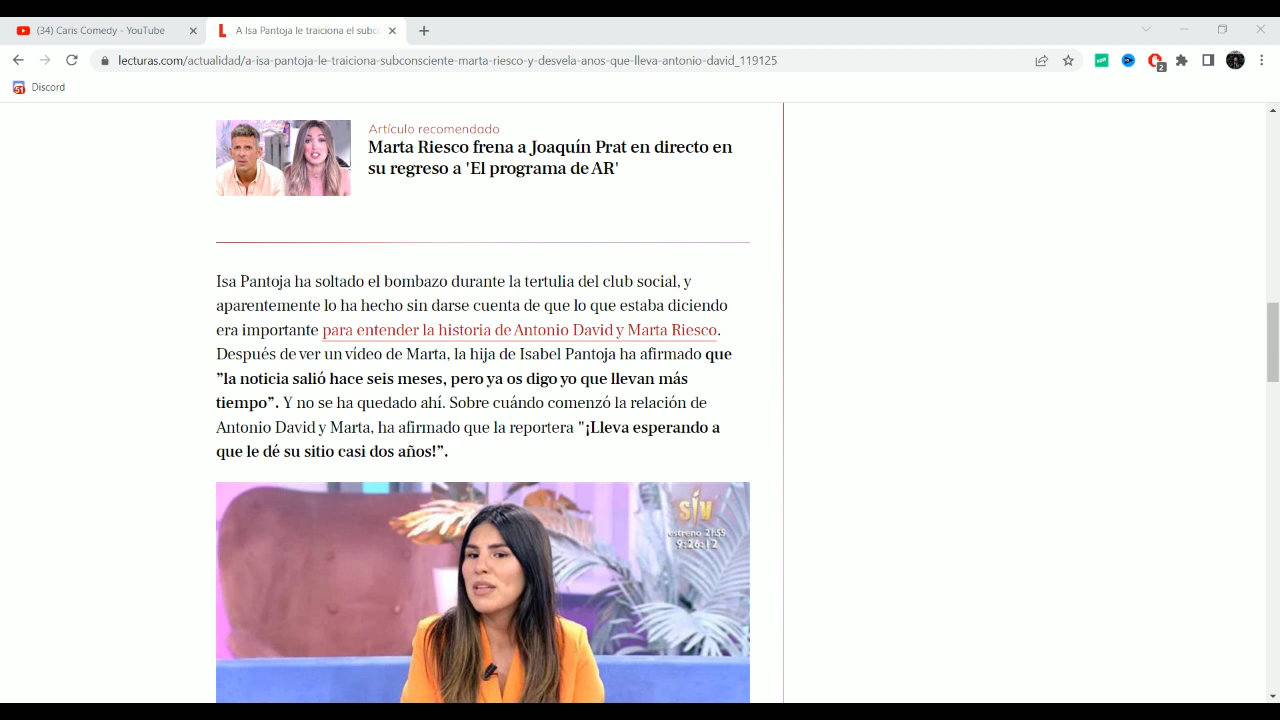 (34) Caris Comedy - YouTube
A Isa Pantoja le traiciona el subco
lecturas.com/actualidad/a-isa-pantoja-le-traiciona-subconsciente-marta-riesco-y-desvela-anos-que-lleva-antonio-david_119125
2
51
Discord
Artículo recomendado
Marta Riesco frena a Joaquín Prat en directo en
su regreso a 'El programa de AR'
Isa Pantoja ha soltado el bombazo durante la tertulia del club social, y
aparentemente lo ha hecho sin darse cuenta de que lo que estaba diciendo
era importante para entender la historia de Antonio David y Marta Riesco.
Después de ver un vídeo de Marta, la hija de Isabel Pantoja ha afirmado que
”la noticia salió hace seis meses, pero ya os digo yo que llevan más
tiempo”. Y no se ha quedado ahí. Sobre cuándo comenzó la relación de
Antonio David y Marta, ha afirmado que la reportera "¡Lleva esperando a
que le dé su sitio casi dos años!”.
SIV
estreno 21:55
9:26:12